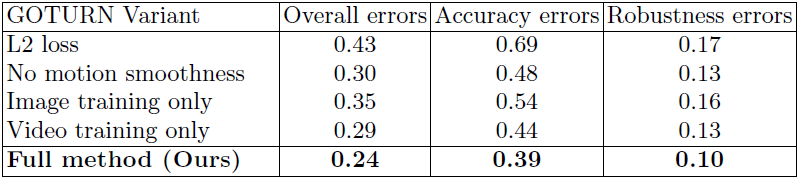 GOTURN Variant Overall errors Accuracy errors Robustness errors
L2 loss 0.43 0.69 0.17
No motion smoothness 0.30 0.48 0.13
Image training only 0.35 0.54 0.16
Video training only 0.29 0.44 0.13
Full method (Ours) 0.24 0.39 0.10